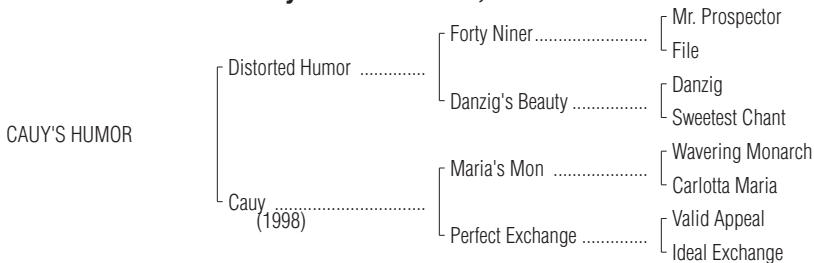 Mr. Prospector
Forty Niner
File
Distorted Humor
Danzig
Danzig's Beauty
Sweetest Chant
CAUY'S HUMOR
Wavering Monarch
Maria's Mon
Carlotta Maria
Cauy
(1998)
Valid Appeal
Perfect Exchange
Ideal Exchange